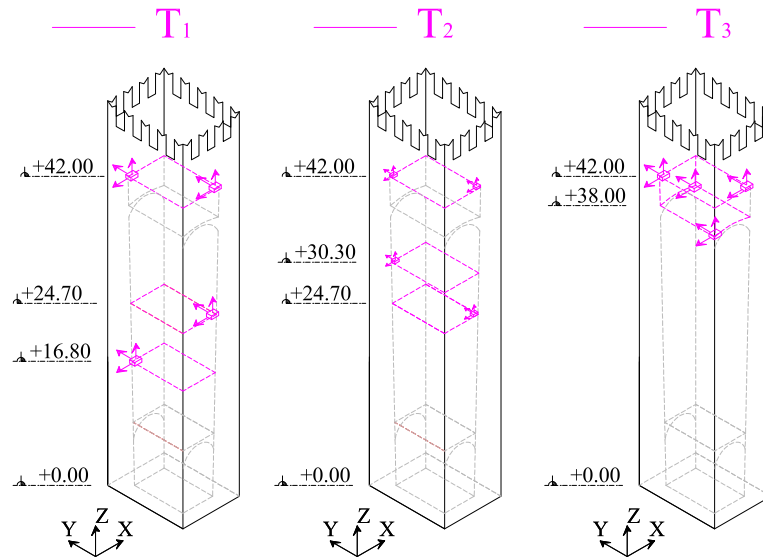 T1
T2
T3
+42.00
+24.70
+16.80
+0.00
Z
Y
X
+42.00
+30.30
+24.70
+0.00
Z
Y
X
+42.00
+38.00
+0.00
Z
Y
X